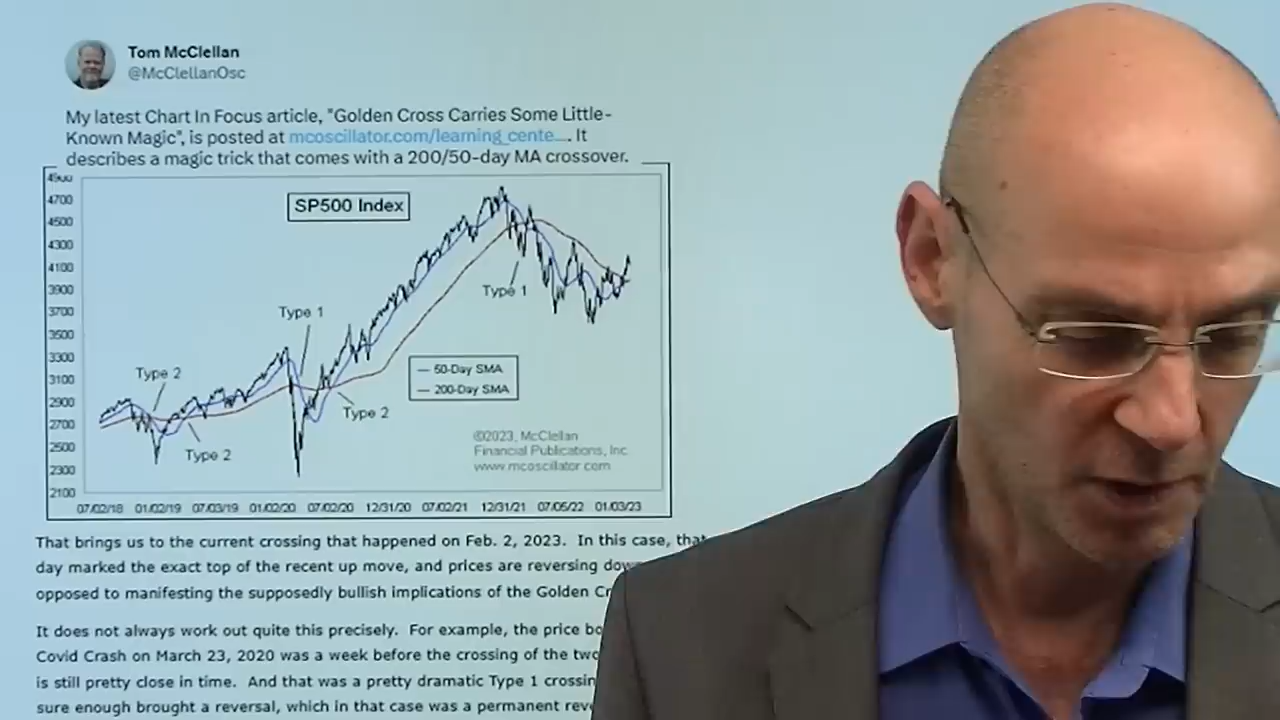 Tom McClellan
@McClellanOsc
My latest Chart In Focus article, "Golden Cross Carries Some Little-
Known Magic", is posted at mcoscillator.com/learning_cente.... It
describes a magic trick that comes with a 200/50-day MA crossover.
4900
SP500 Index
4700
4500
4300
4100
3900
3700
3500
3300
3100
2900
2700
2500
2300
2100
Type 1
Type 1
Type 2
Type 2
Type 2
50-Day SMA
200-Day SMA
©2023, McClellan
Financial Publications, Inc.
www.mcoscillator.com
07/02/18 01/02/19 07/03/19 01/02/20 07/02/20 12/31/20 07/02/21 12/31/21 07/05/22 01/03/23
That brings us to the current crossing that happened on Feb. 2, 2023. In this case, that
day marked the exact top of the recent up move, and prices are reversing
opposed to manifesting the supposedly bullish implications of the Golden
It does not always work out quite this precisely. For example, the price
Covid Crash on March 23, 2020 was a week before the crossing of the
is still pretty close in time. And that was a pretty dramatic Type 1
sure enough brought a reversal, which in that case was a permanent